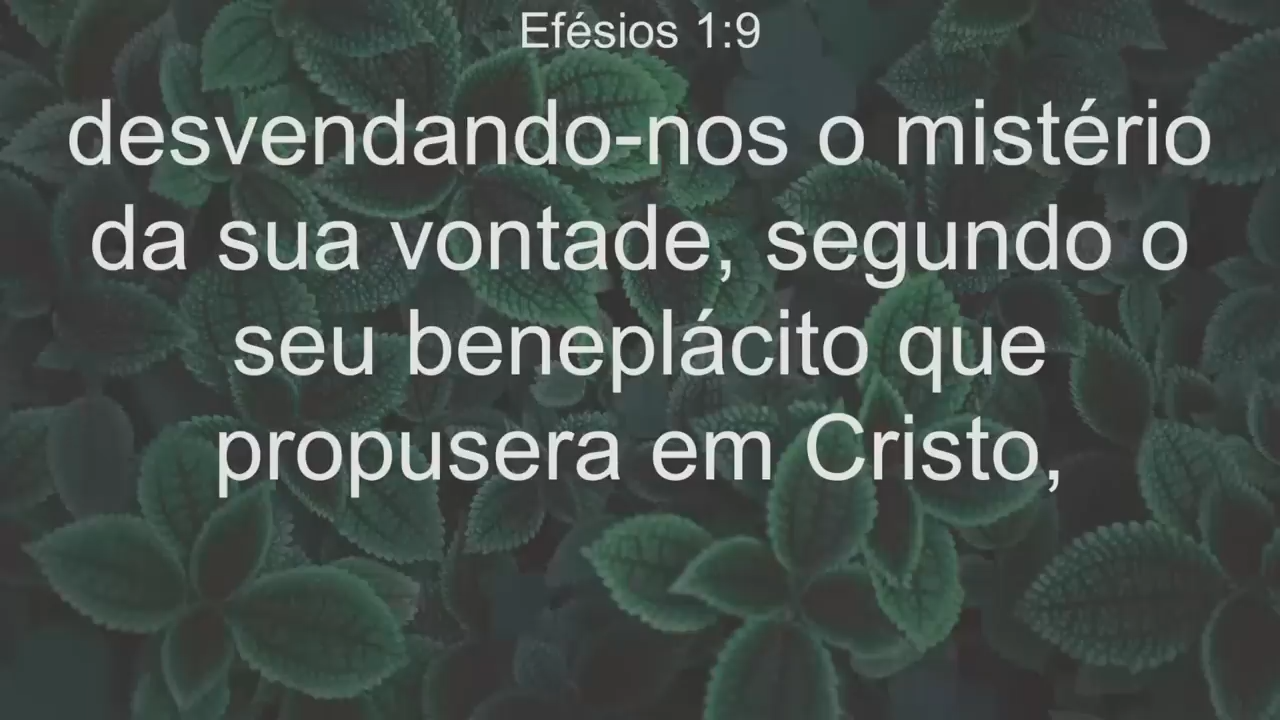 Efésios 1:9
desvendando-nos o mistério
da sua vontade, segundo o
seu beneplácito que
propusera em Cristo,